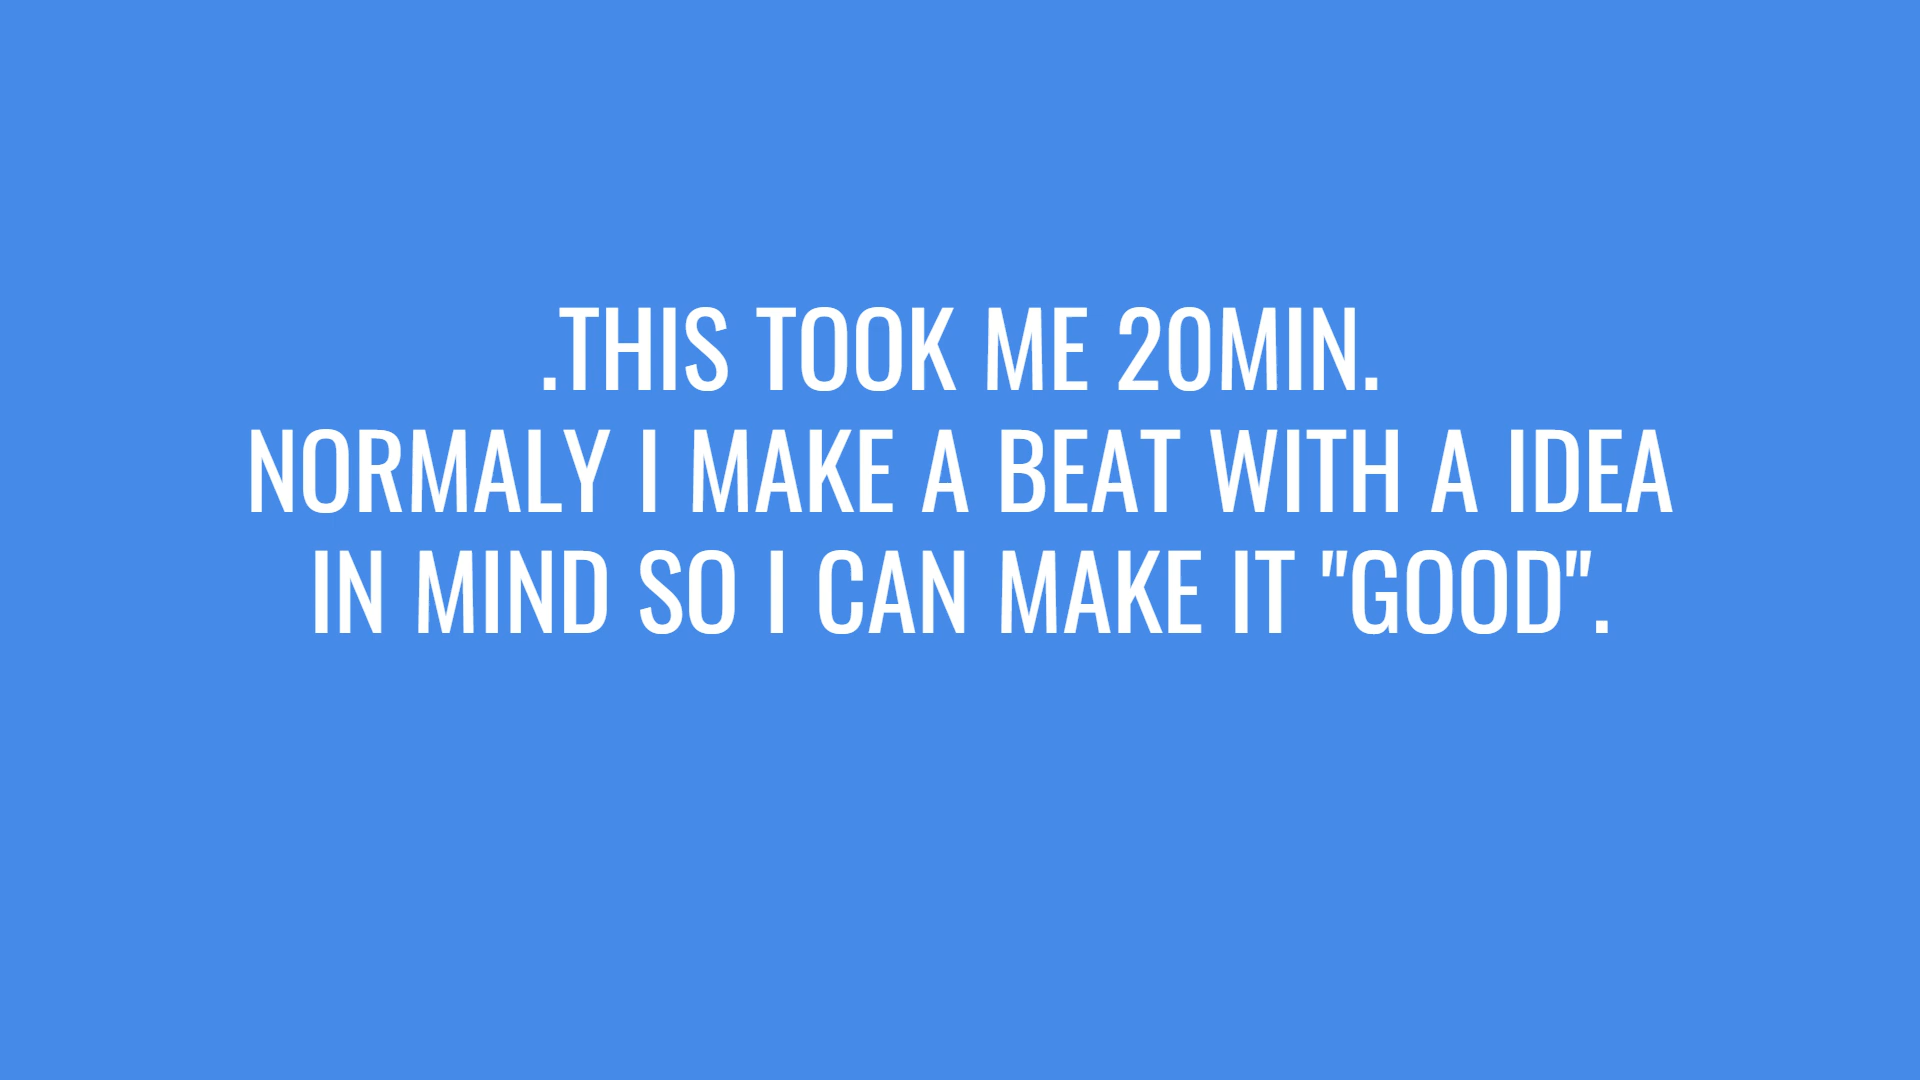 .THIS TOOK ME 20MIN.
NORMALY I MAKE A BEAT WITH A IDEA
IN MIND SO I CAN MAKE IT "GOOD".